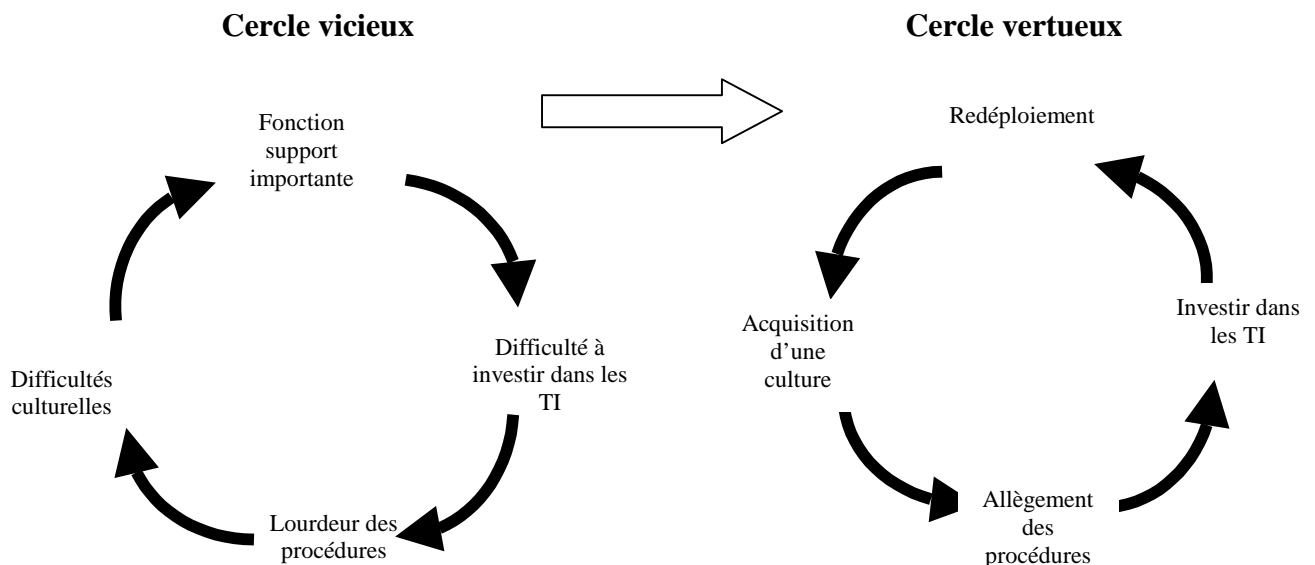 Cercle vicieux
Cercle vertueux
Fonction
support
importante
Difficulté à
investir dans les
TI
Lourdeur des
procédures
Difficultés
culturelles
Redéploiement
Acquisition
d’une
culture
Allègement
des
procédures
Investir dans
les TI